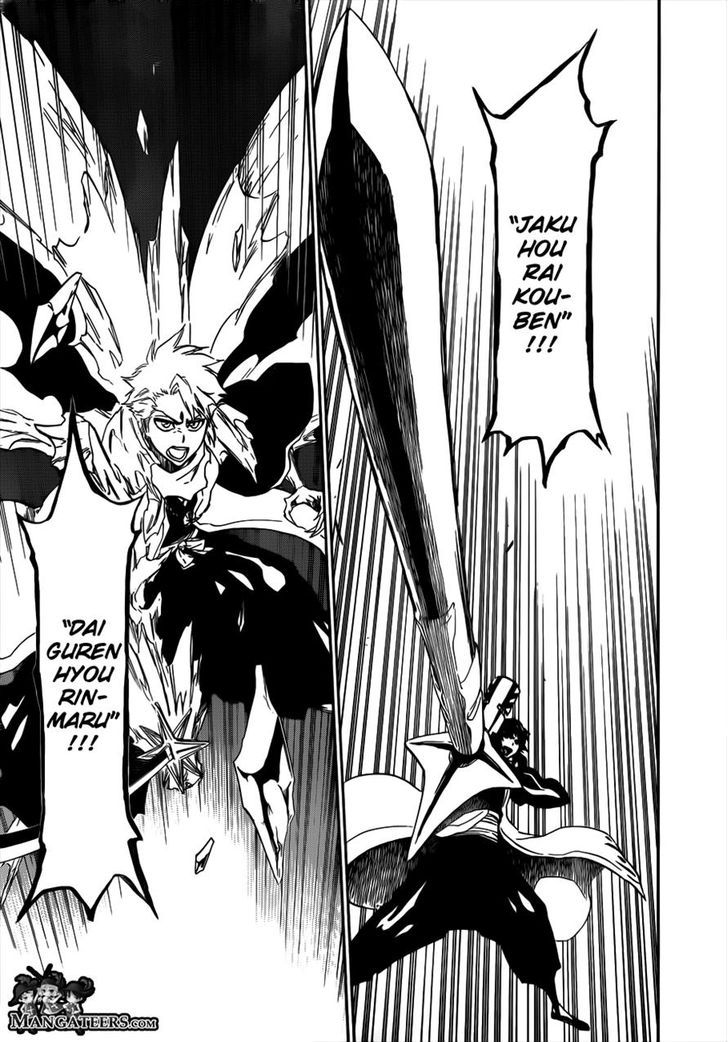 "JAKU
HOU
RAI
KOU-
BEN"
!!!
"DAI
GUREN
HYOU
RIN-
MARU"
!!!
MANGATEERS.COM